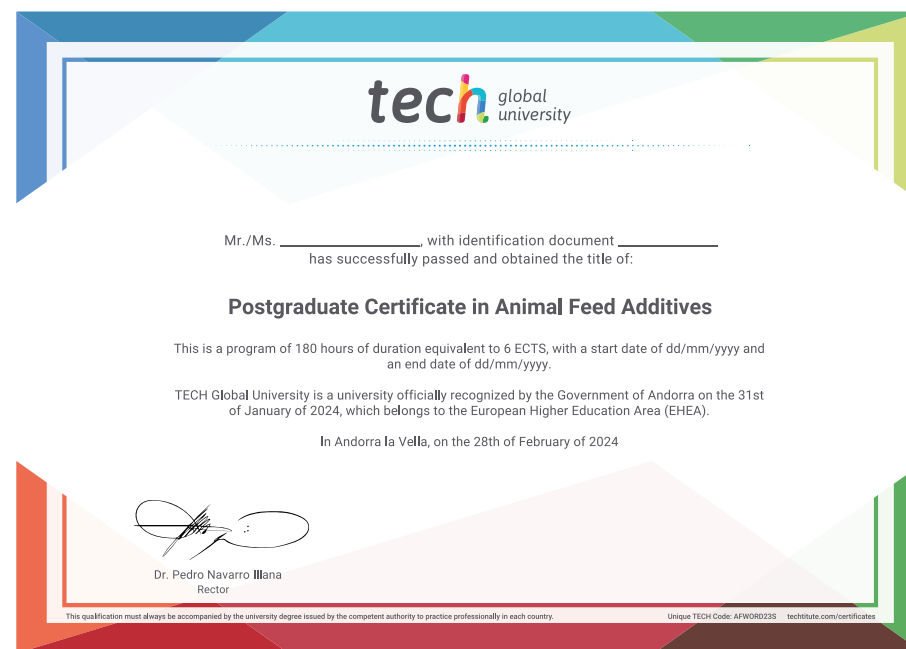 tech global
university
Mr./Ms. ____________________, with identification document ______________
has successfully passed and obtained the title of:
Postgraduate Certificate in Animal Feed Additives
This is a program of 180 hours of duration equivalent to 6 ECTS, with a start date of dd/mm/yyyy and
an end date of dd/mm/yyyy.
TECH Global University is a university officially recognized by the Government of Andorra on the 31st
of January of 2024, which belongs to the European Higher Education Area (EHEA).
In Andorra la Vella, on the 28th of February of 2024
Dr. Pedro Navarro Illana
Rector
This qualification must always be accompanied by the university degree issued by the competent authority to practice professionally in each country. Unique TECH Code: AFWORD23S techtitute.com/certificates